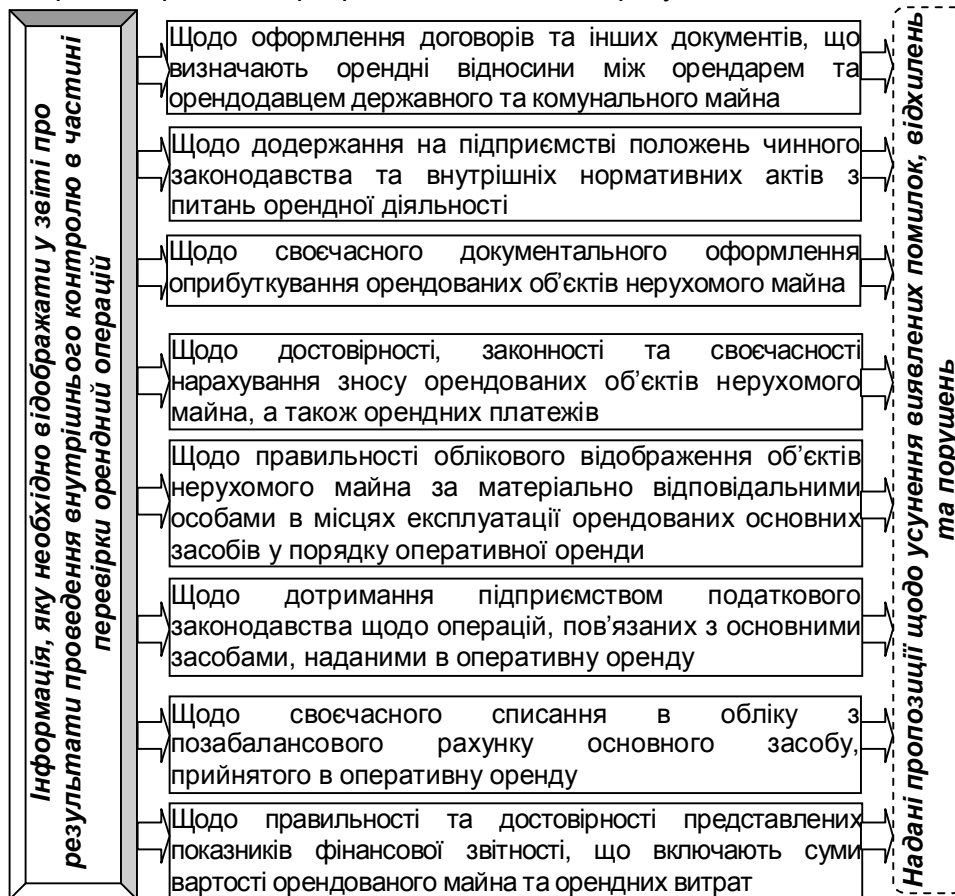 Інформація, яку необхідно відображати у звіті про
результати проведення внутрішнього контролю в частині
перевірки орендний операцій
Щодо оформлення договорів та інших документів, що
визначають орендні відносини між орендарем та
орендодавцем державного та комунального майна
Щодо додержання на підприємстві положень чинного
законодавства та внутрішніх нормативних актів з
питань орендної діяльності
Щодо своєчасного документального оформлення
оприбуткування орендованих об’єктів нерухомого майна
Щодо достовірності, законності та своєчасності
нарахування зносу орендованих об’єктів нерухомого
майна, а також орендних платежів
Щодо правильності облікового відображення об’єктів
нерухомого майна за матеріально відповідальними
особами в місцях експлуатації орендованих основних
засобів у порядку оперативної оренди
Щодо дотримання підприємством податкового
законодавства щодо операцій, пов’язаних з основними
засобами, наданими в оперативну оренду
Щодо своєчасного списання в обліку з
позабалансового рахунку основного засобу,
прийнятого в оперативну оренду
Щодо правильності та достовірності представлених
показників фінансової звітності, що включають суми
вартості орендованого майна та орендних витрат
Надані пропозиції щодо усунення виявлених помилок, відхилень
та порушень